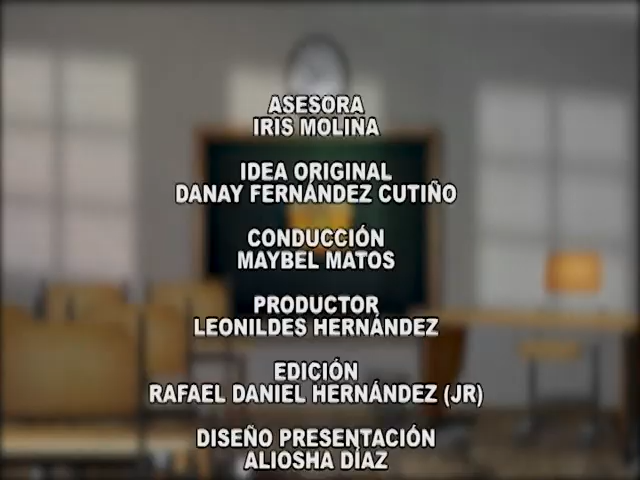 ASESORA
IRIS MOLINA
IDEA ORIGINAL
DANAY FERNÁNDEZ CUTIÑO
CONDUCCIÓN
MAYBEL MATOS
PRODUCTOR
LEONILDES HERNÁNDEZ
EDICIÓN
RAFAEL DANIEL HERNÁNDEZ (JR)
DISEÑO PRESENTACIÓN
ALIOSHA DÍAZ